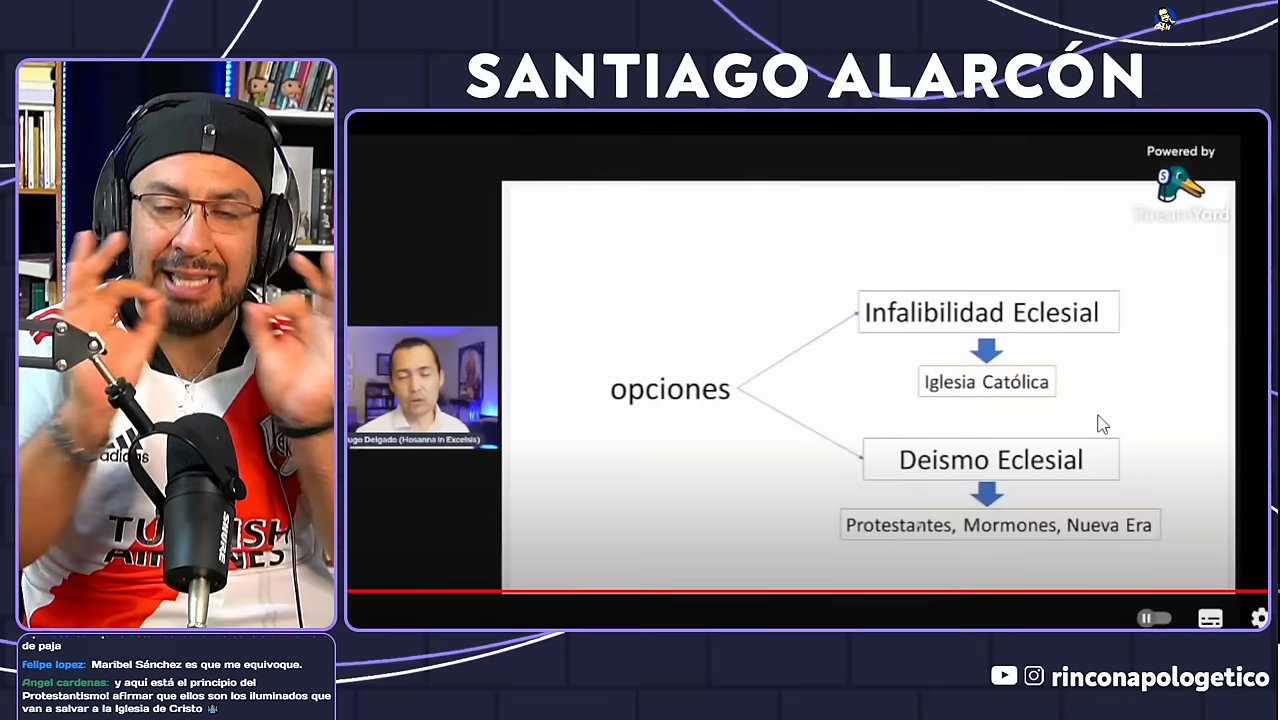 SANTIAGO ALARCÓN
Powered by
StreamYard
Infalibilidad Eclesial
Iglesia Católica
opciones
Deismo Eclesial
Protestantes, Mormones, Nueva Era
ugo Delgado (Hosanna in Excelsis)
adidas
TURKISH
AIRLINES
SHURE
de paja
Felipe lopez: Maribel Sánchez es que me equivoque.
Angel cardenas: y aquí está el principio del
Protestantismo! afirmar que ellos son los iluminados que
van a salvar a la Iglesia de Cristo
rinconapologetico